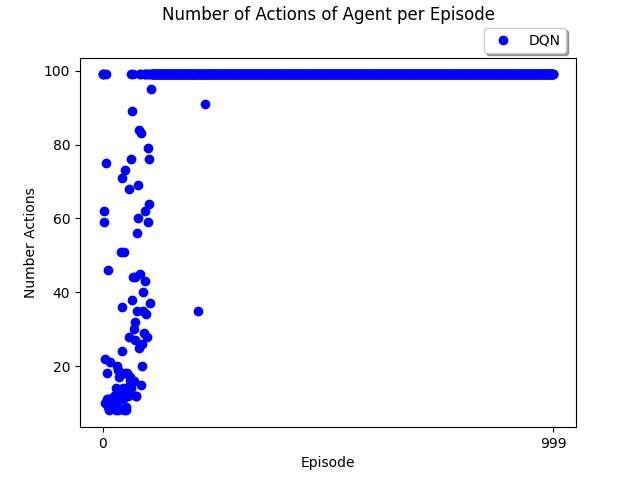 Number of Actions of Agent per Episode
DQN
100
80
60
40
20
Number Actions
0
999
Episode